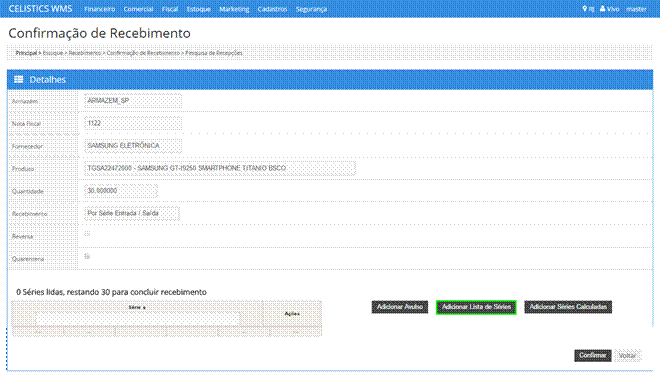 CELISTICS WMS Financeiro Comercial Fiscal Estoque Marketing Cadastros Segurança RJ Vivo master
Confirmação de Recebimento
Principal > Estoque > Recebimento > Confirmação de Recebimento > Pesquisa de Recepções
Detalhes
Armazém ARMAZEM_SP
Nota Fiscal 1122
Fornecedor SAMSUNG ELETRÔNICA
Produto TGSA22472000 - SAMSUNG GT-I9250 SMARTPHONE TITANIO BSCO
Quantidade 30,000000
Recebimento Por Série Entrada / Saída
Reversa
Quarentena
0 Séries lidas, restando 30 para concluir recebimento
Série Ações
Adicionar Avulso Adicionar Lista de Séries Adicionar Séries Calculadas
Confirmar Voltar